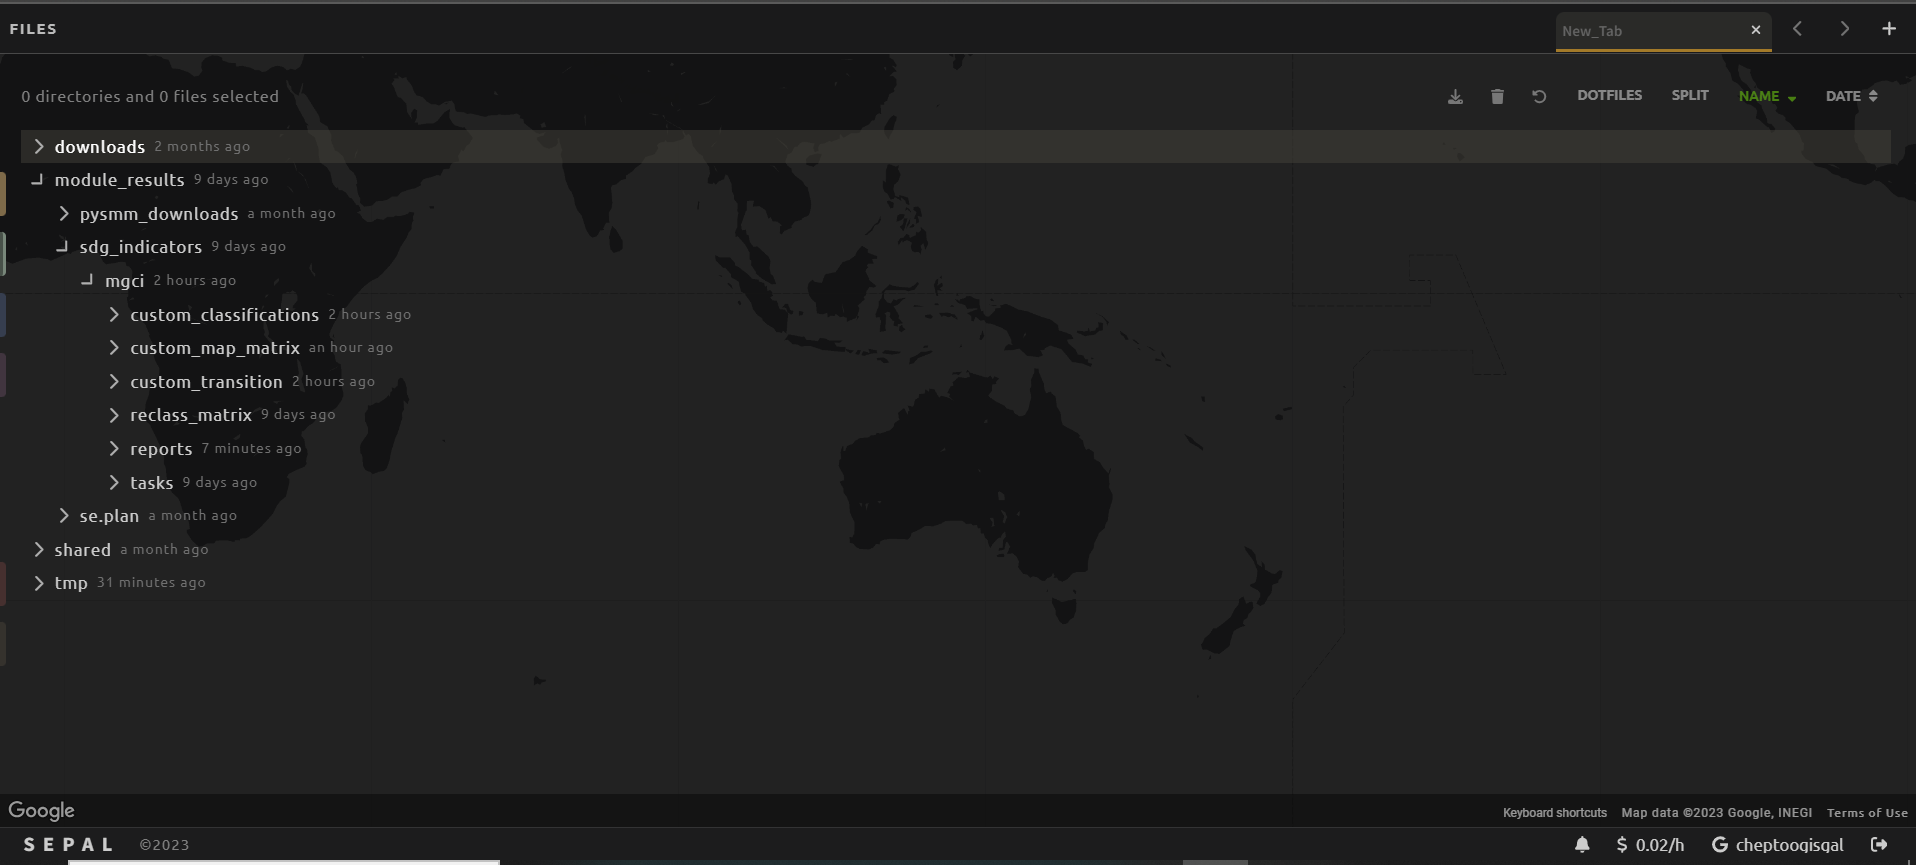 FILES
New_Tab
0 directories and 0 files selected
DOTFILES SPLIT NAME DATE
downloads 2 months ago
module_results 9 days ago
pysmm_downloads a month ago
sdg_indicators 9 days ago
mgci 2 hours ago
custom_classifications 2 hours ago
custom_map_matrix an hour ago
custom_transition 2 hours ago
reclass_matrix 9 days ago
reports 7 minutes ago
tasks 9 days ago
se.plan a month ago
shared a month ago
tmp 31 minutes ago
Google
Keyboard shortcuts Map data ©2023 Google, INEGI Terms of Use
SEPAL ©2023
$ 0.02/h G cheptoogisgal